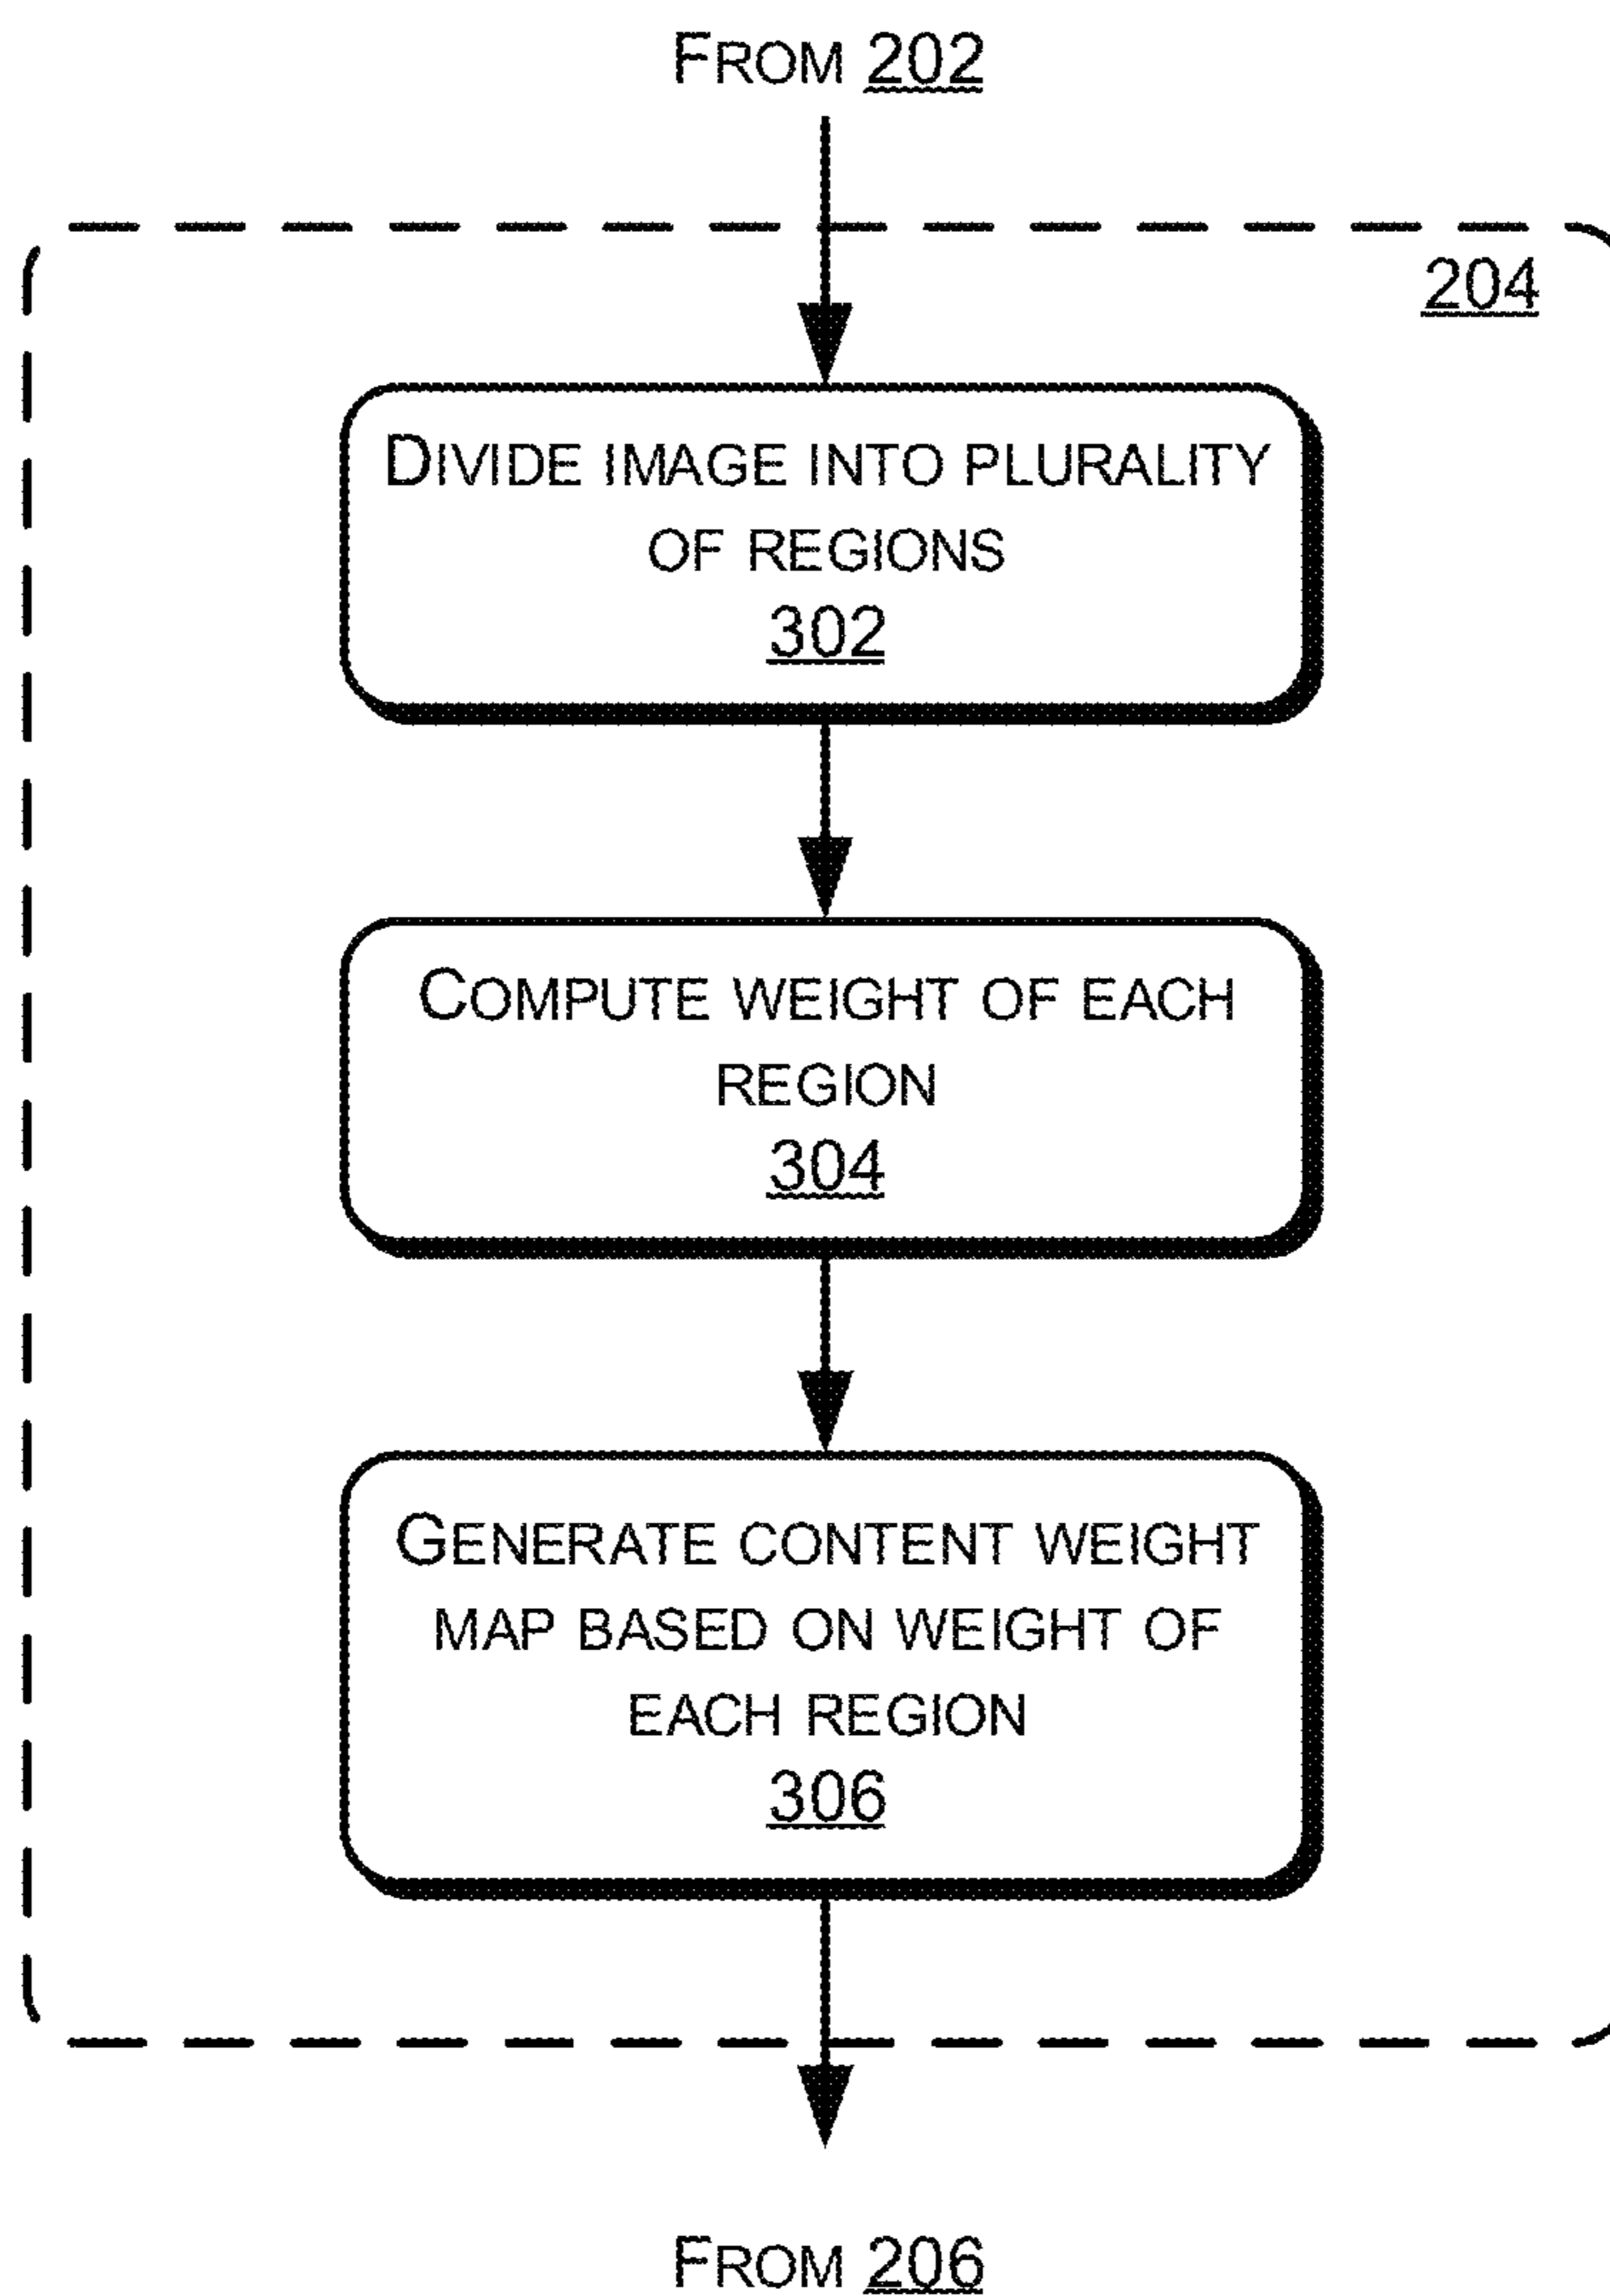 FROM 202
204
DIVIDE IMAGE INTO PLURALITY
OF REGIONS
302
COMPUTE WEIGHT OF EACH
REGION
304
GENERATE CONTENT WEIGHT
MAP BASED ON WEIGHT OF
EACH REGION
306
FROM 206